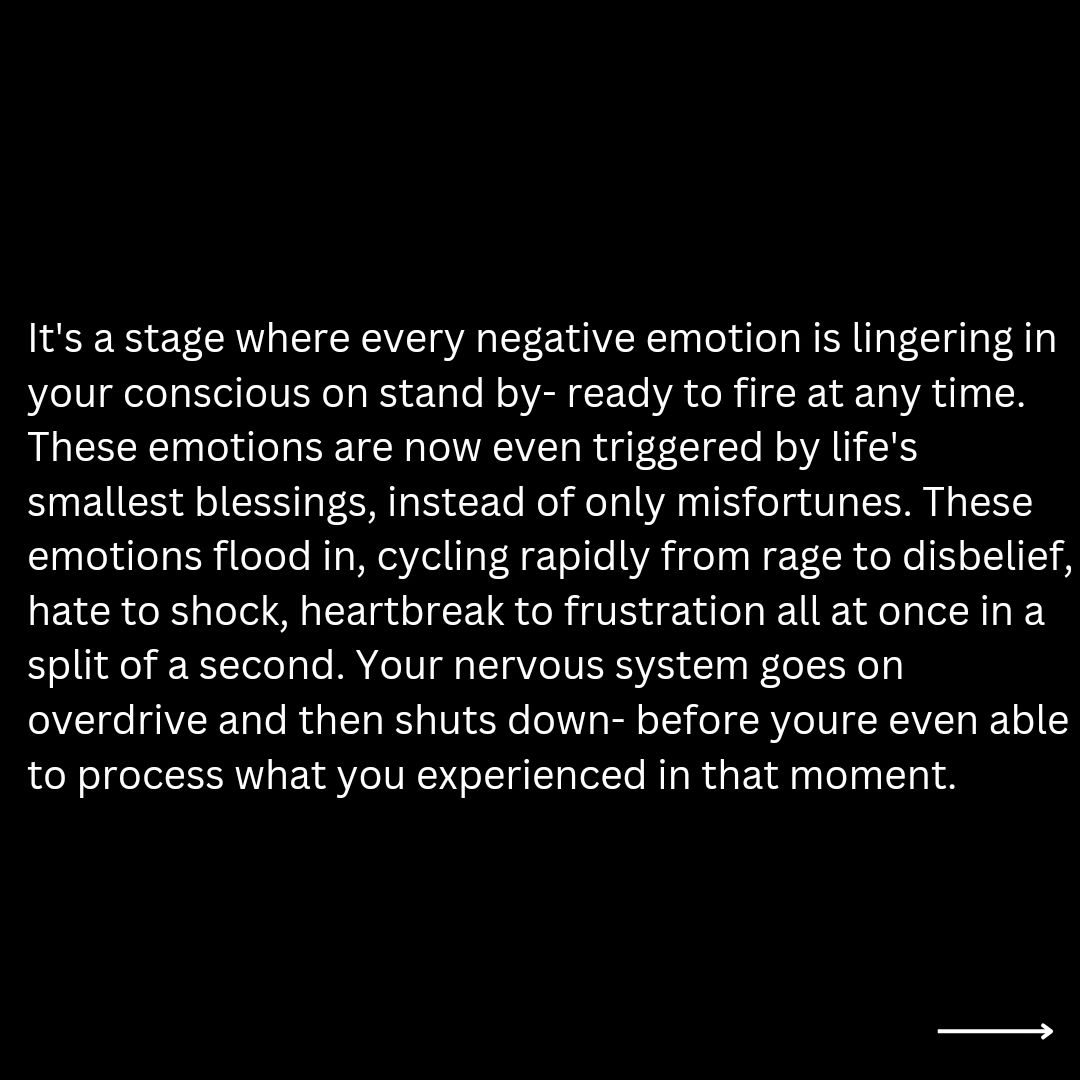 It's a stage where every negative emotion is lingering in
your conscious on stand by- ready to fire at any time.
These emotions are now even triggered by life's
smallest blessings, instead of only misfortunes. These
emotions flood in, cycling rapidly from rage to disbelief,
hate to shock, heartbreak to frustration all at once in a
split of a second. Your nervous system goes on
overdrive and then shuts down- before youre even able
to process what you experienced in that moment.